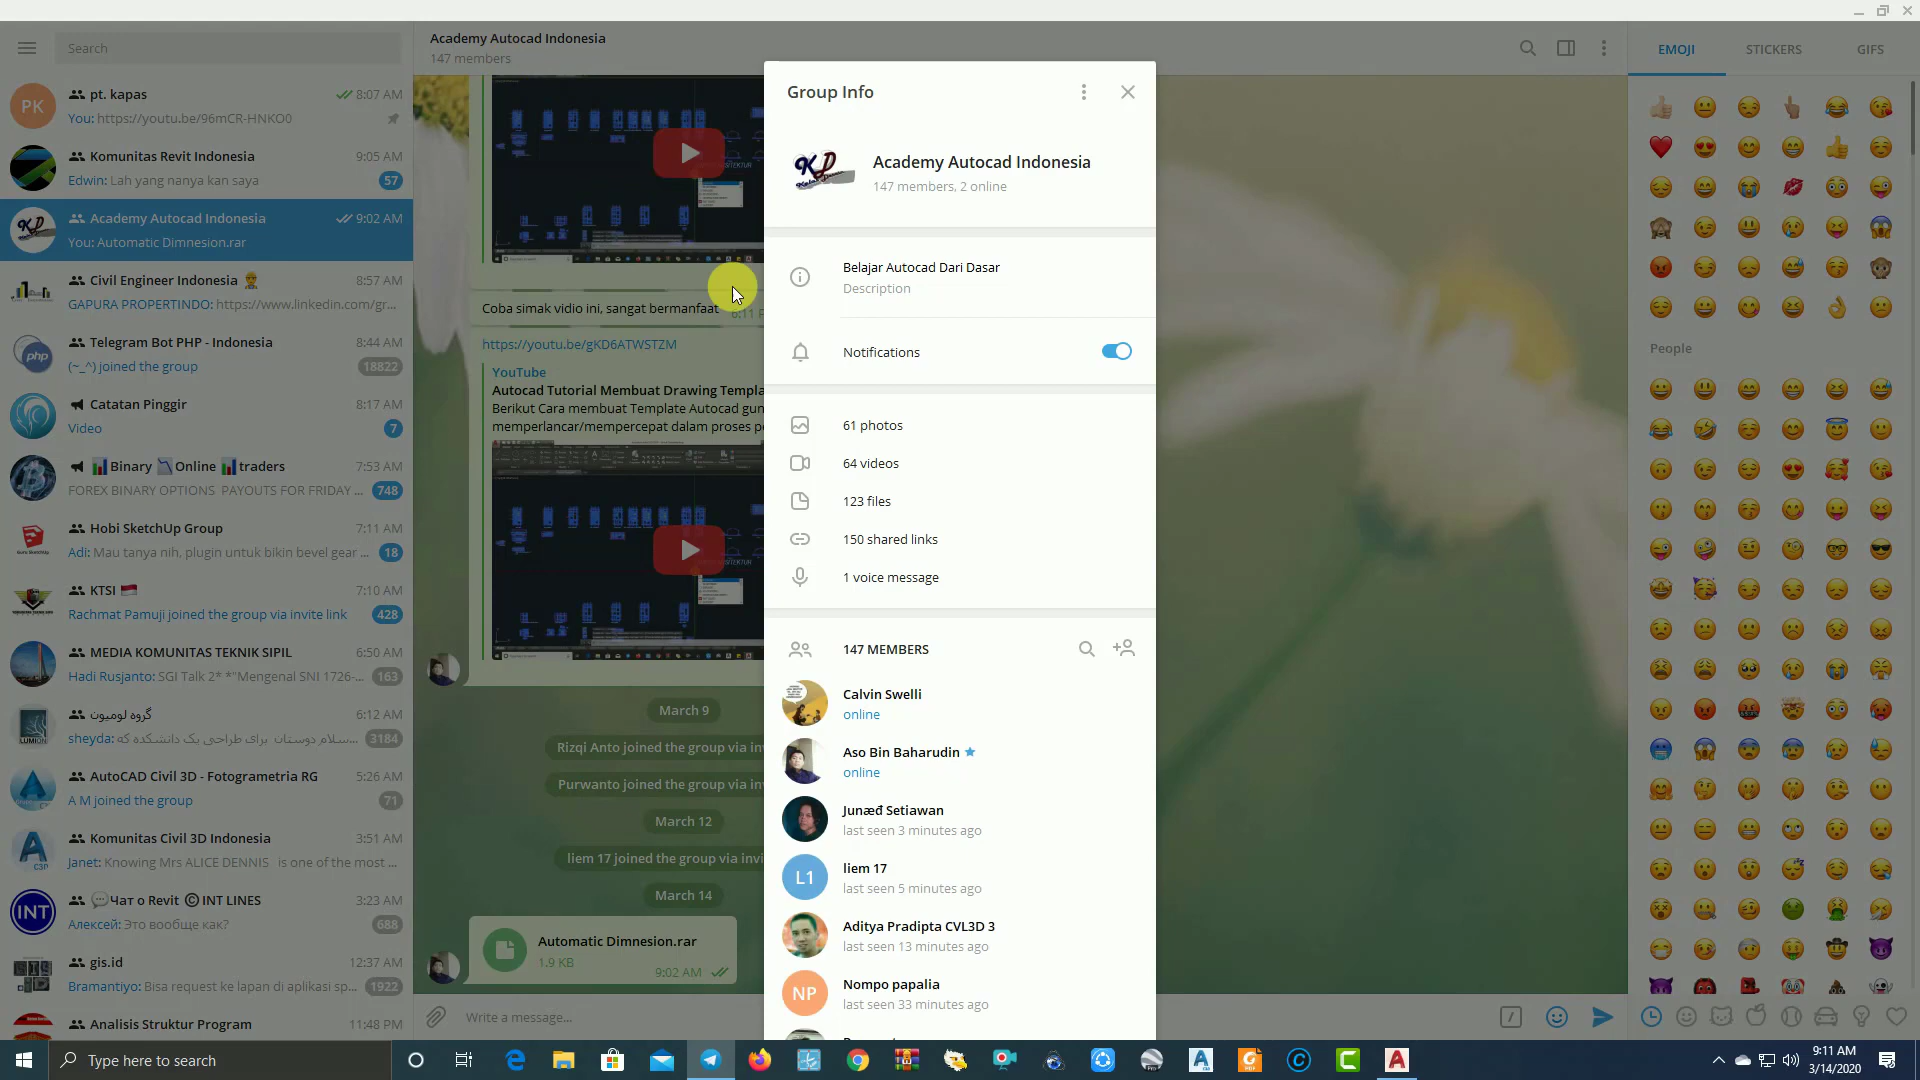 Search
PK
pt. kapas
8:07 AM
You: https://youtu.be/96mCR-HNKO0
Komunitas Revit Indonesia
9:05 AM
Edwin: Lah yang nanya kan saya
57
Academy Autocad Indonesia
9:02 AM
You: Automatic Dimnesion.rar
Civil Engineer Indonesia
8:57 AM
GAPURA PROPERTINDO: https://www.linkedin.com/gr...
php
Telegram Bot PHP - Indonesia
8:44 AM
(~_^) joined the group
18822
Catatan Pinggir
8:17 AM
Video
7
Binary Online traders
7:53 AM
FOREX BINARY OPTIONS PAYOUTS FOR FRIDAY ...
748
Hobi SketchUp Group
7:11 AM
Adi: Mau tanya nih, plugin untuk bikin bevel gear ...
18
KTSI
7:10 AM
Rachmat Pamuji joined the group via invite link
428
MEDIA KOMUNITAS TEKNIK SIPIL
6:50 AM
Hadi Rusjanto: SGI Talk 2* *"Mengenal SNI 1726-...
163
گروه لومیون
6:12 AM
sheyda: سلام دوستان برای طراحی یک دانشکده که...
3184
AutoCAD Civil 3D - Fotogrametria RG
5:26 AM
A M joined the group
71
Komunitas Civil 3D Indonesia
3:51 AM
Janet: Knowing Mrs ALICE DENNIS is one of the most ...
INT
Чат о Revit © INT LINES
3:23 AM
Алексей: Это вообще как?
688
gis.id
12:37 AM
Bramantiyo: Bisa request ke lapan di aplikasi sp...
1922
Analisis Struktur Program
11:48 PM
Academy Autocad Indonesia
147 members
Coba simak vidio ini, sangat bermanfaat
6:11 P
https://youtu.be/gKD6ATWSTZM
YouTube
Autocad Tutorial Membuat Drawing Templa
Berikut Cara membuat Template Autocad gun
memperlancar/mempercepat dalam proses pe
March 9
Rizqi Anto joined the group via inv
Purwanto joined the group via inv
March 12
liem 17 joined the group via invi
March 14
Automatic Dimnesion.rar
1.9 KB
9:02 AM
Write a message...
Group Info
Academy Autocad Indonesia
147 members, 2 online
Belajar Autocad Dari Dasar
Description
Notifications
61 photos
64 videos
123 files
150 shared links
1 voice message
147 MEMBERS
Calvin Swelli
online
Aso Bin Baharudin
online
Junæđ Setiawan
last seen 3 minutes ago
L1
liem 17
last seen 5 minutes ago
Aditya Pradipta CVL3D 3
last seen 13 minutes ago
NP
Nompo papalia
last seen 33 minutes ago
EMOJI
STICKERS
GIFS
People
Type here to search
9:11 AM
3/14/2020